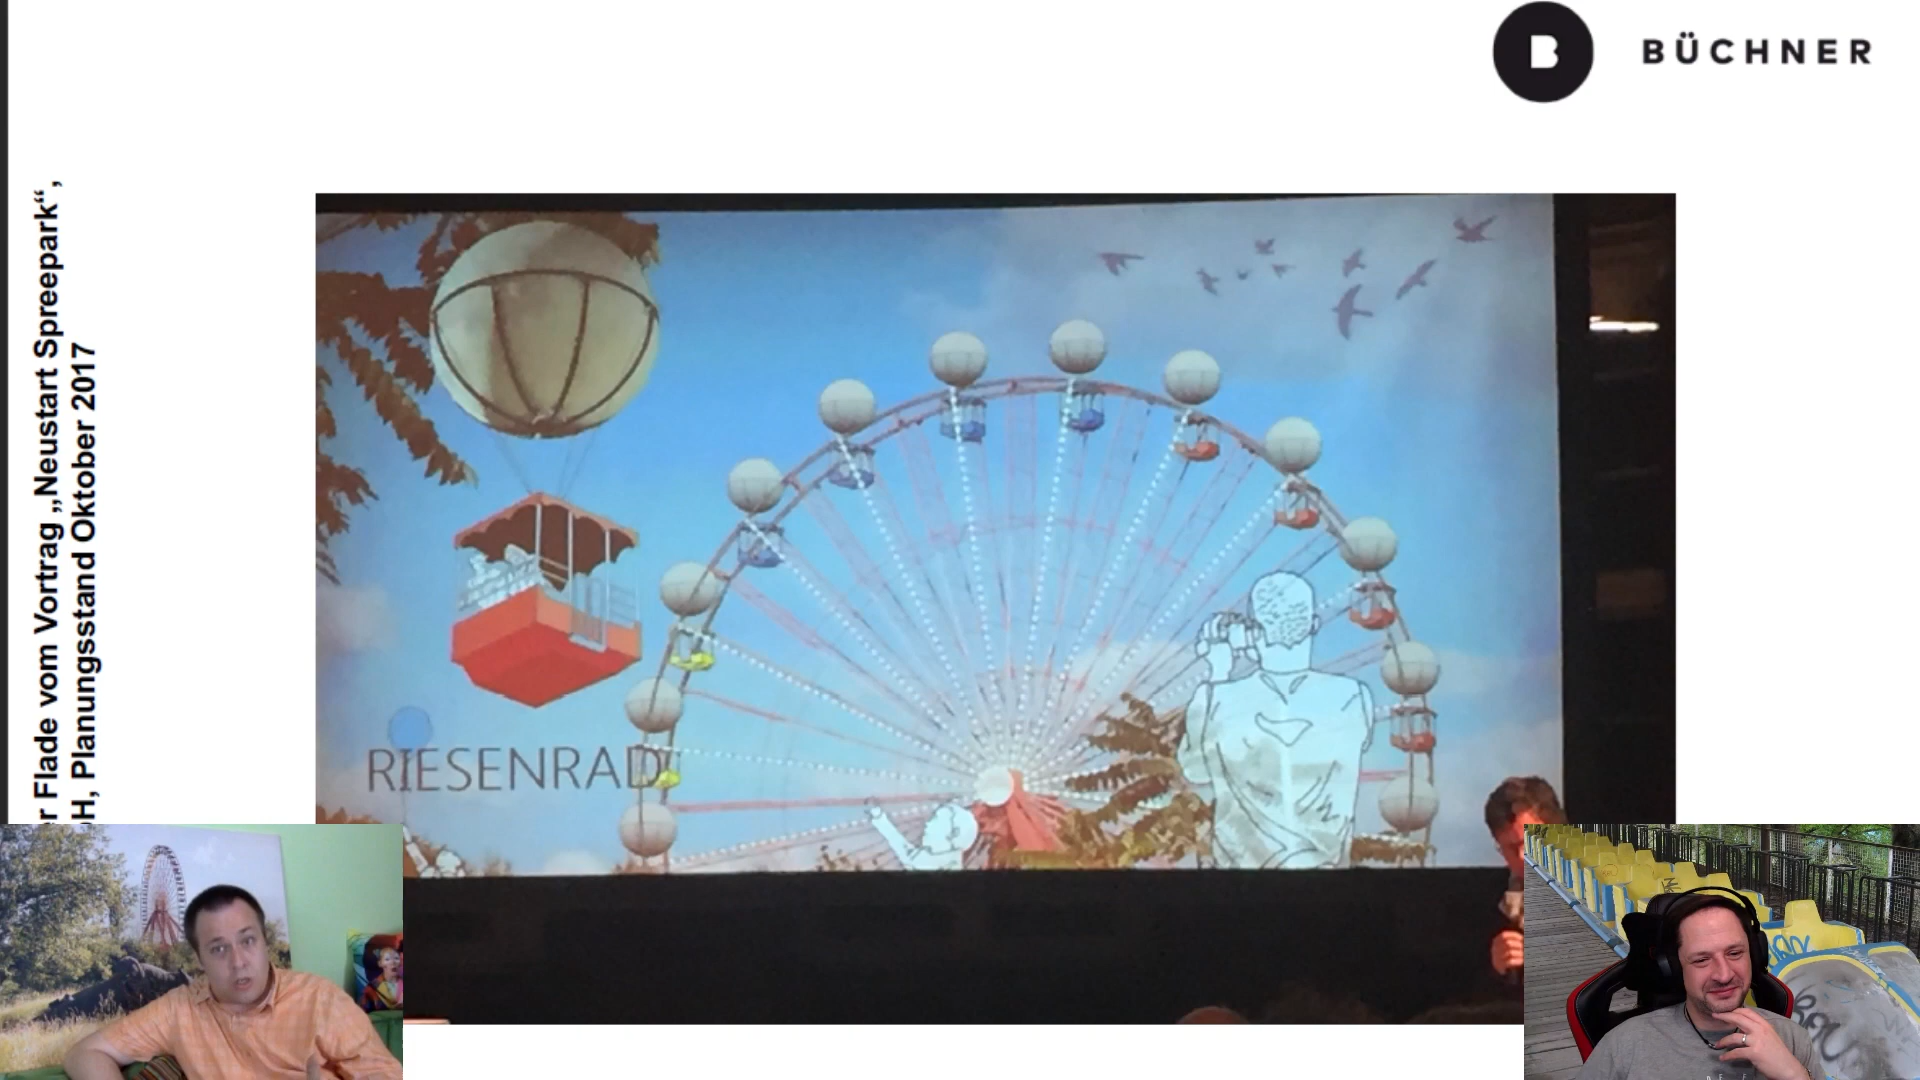 B BÜCHNER
r Flade vom Vortrag „Neustart Spreepark“,
H, Planungsstand Oktober 2017
RIESENRAD